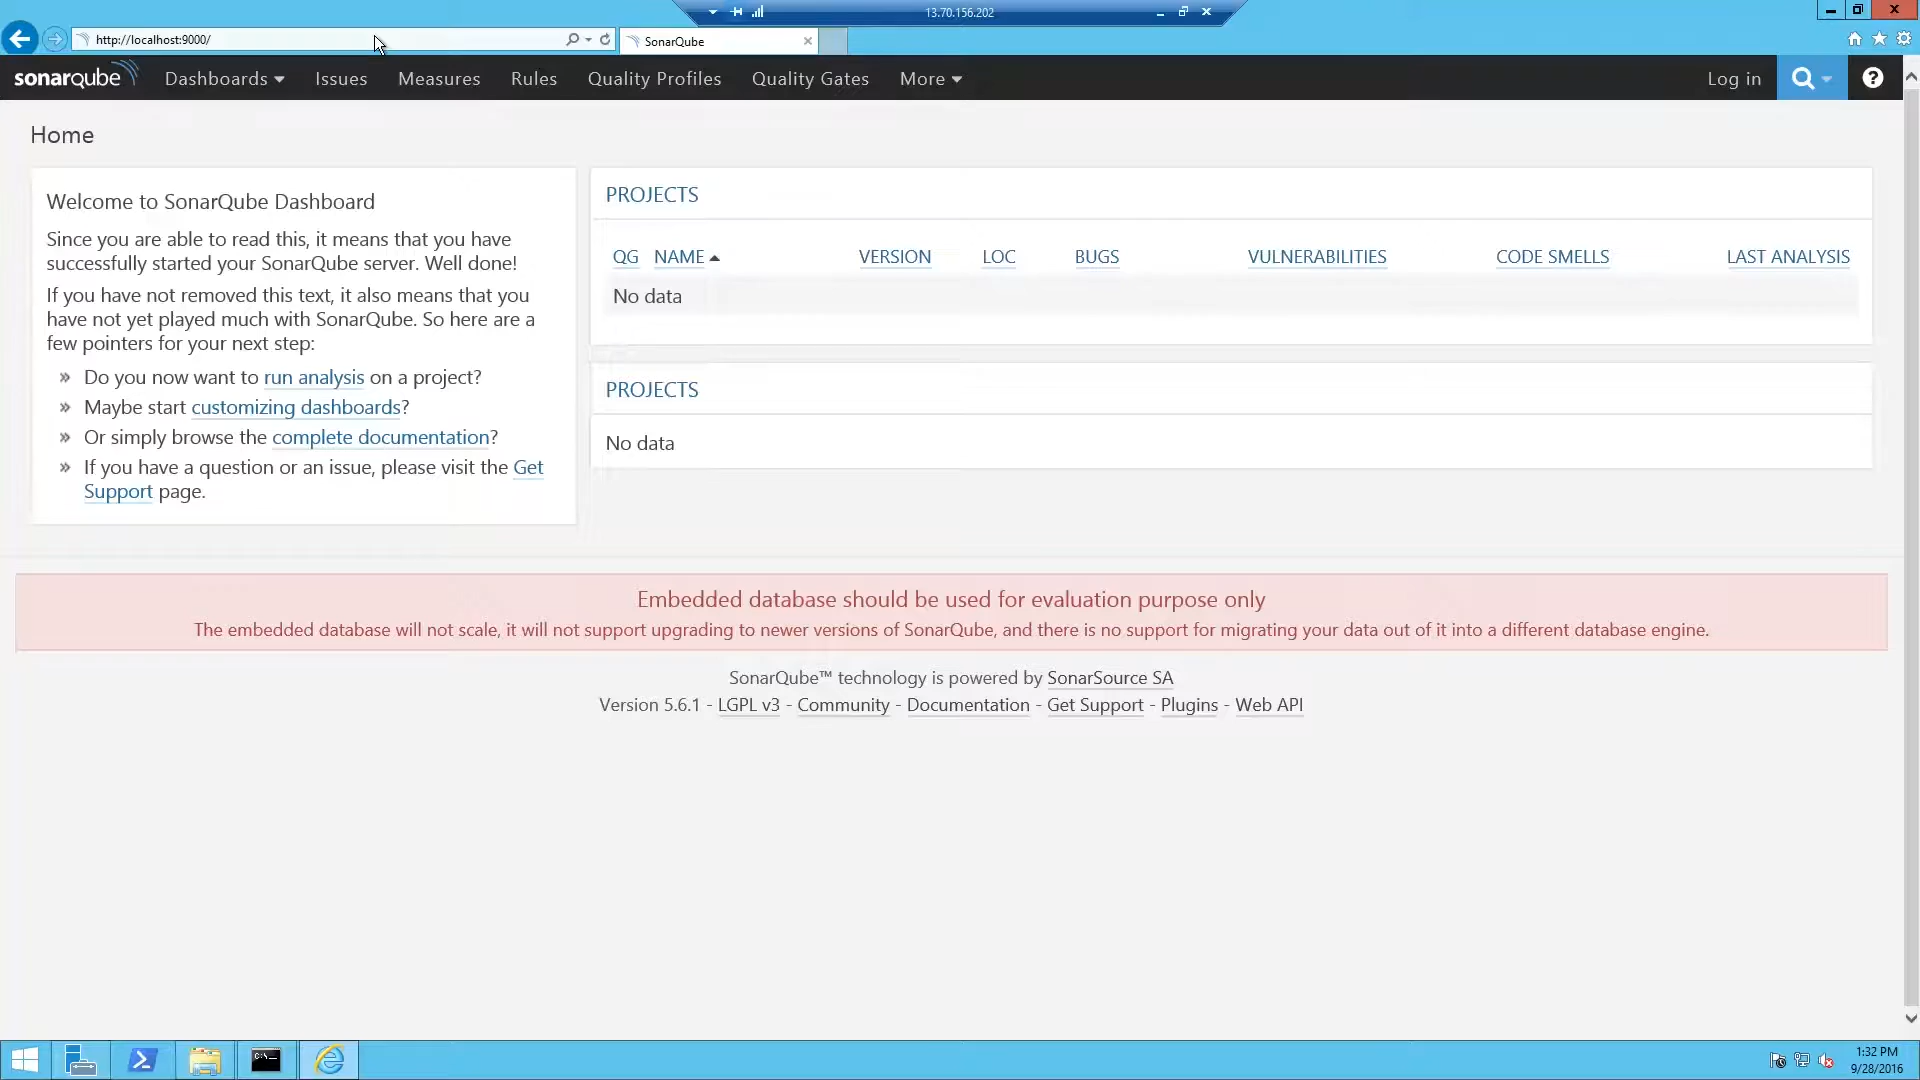 13.70.156.202
http://localhost:9000/
SonarQube
sonarqube
Dashboards
Issues
Measures
Rules
Quality Profiles
Quality Gates
More
Log in
?
Home
Welcome to SonarQube Dashboard
Since you are able to read this, it means that you have
successfully started your SonarQube server. Well done!
If you have not removed this text, it also means that you
have not yet played much with SonarQube. So here are a
few pointers for your next step:
» Do you now want to run analysis on a project?
» Maybe start customizing dashboards?
» Or simply browse the complete documentation?
» If you have a question or an issue, please visit the Get
Support page.
PROJECTS
QG NAME VERSION LOC BUGS VULNERABILITIES CODE SMELLS LAST ANALYSIS
No data
PROJECTS
No data
Embedded database should be used for evaluation purpose only
The embedded database will not scale, it will not support upgrading to newer versions of SonarQube, and there is no support for migrating your data out of it into a different database engine.
SonarQube™ technology is powered by SonarSource SA
Version 5.6.1 - LGPL v3 - Community - Documentation - Get Support - Plugins - Web API
1:32 PM
9/28/2016